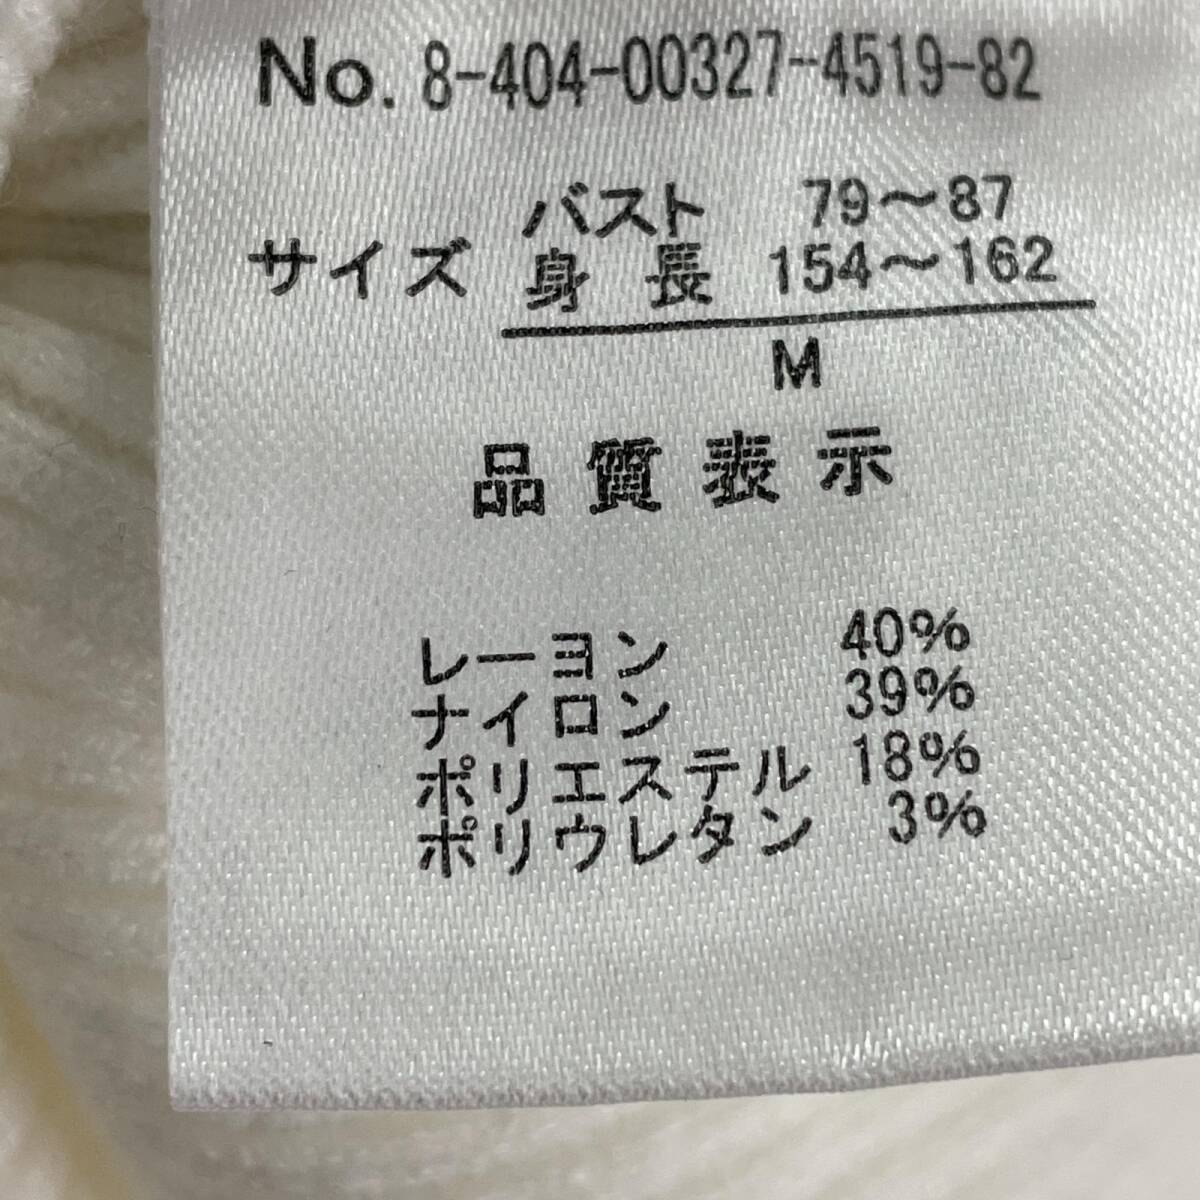 No. 8-404-00327-4519-82
バスト 79～87
サイズ 身長 154～162
M
品質表示
レーヨン 40%
ナイロン 39%
ポリエステル 18%
ポリウレタン 3%